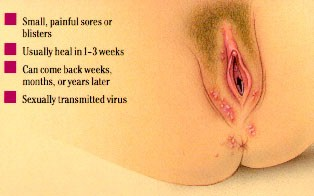 Small, painful sores or
blisters
Usually heal in 1-3 weeks
Can come back weeks,
months, or years later
Sexually transmitted virus